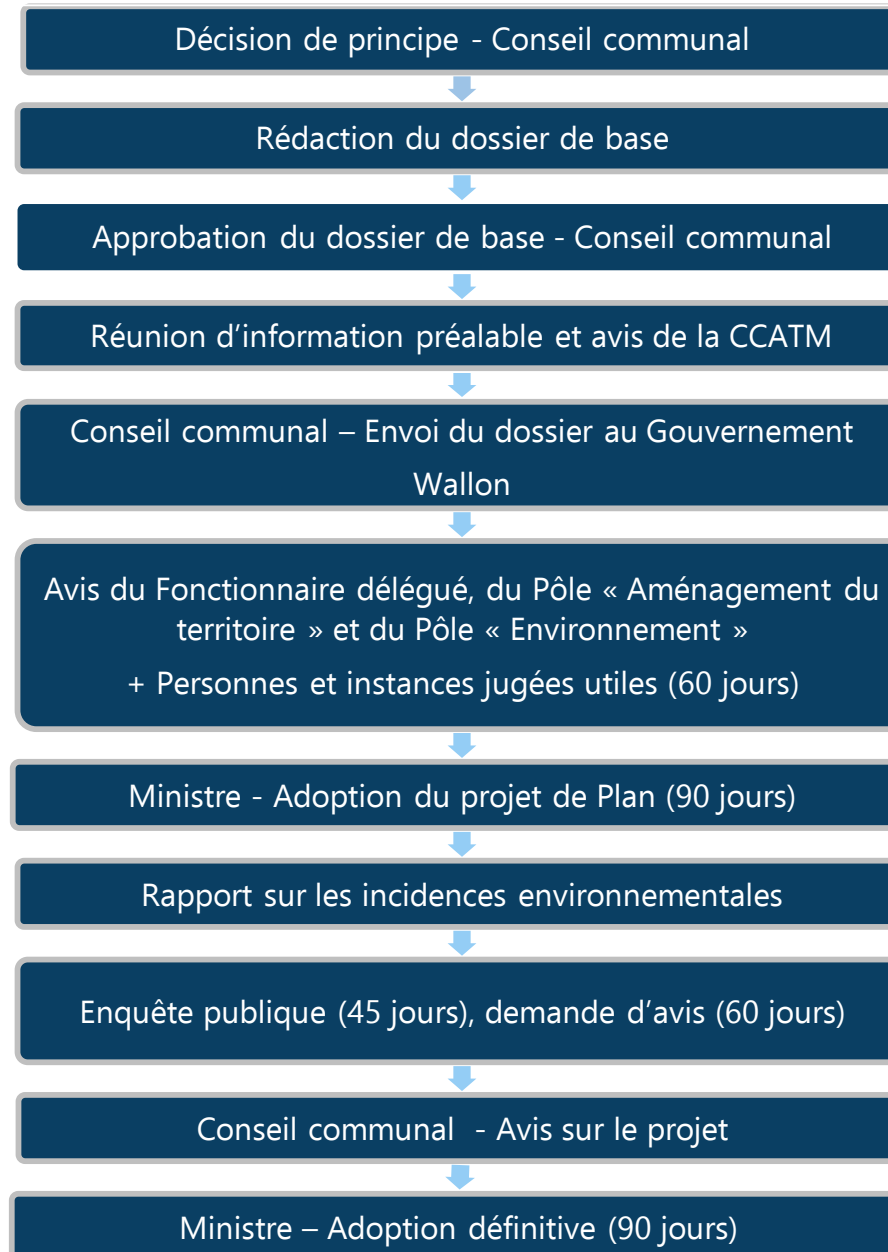 Décision de principe - Conseil communal
Rédaction du dossier de base
Approbation du dossier de base - Conseil communal
Réunion d’information préalable et avis de la CCATM
Conseil communal – Envoi du dossier au Gouvernement
Wallon
Avis du Fonctionnaire délégué, du Pôle « Aménagement du
territoire » et du Pôle « Environnement »
+ Personnes et instances jugées utiles (60 jours)
Ministre - Adoption du projet de Plan (90 jours)
Rapport sur les incidences environnementales
Enquête publique (45 jours), demande d’avis (60 jours)
Conseil communal - Avis sur le projet
Ministre – Adoption définitive (90 jours)